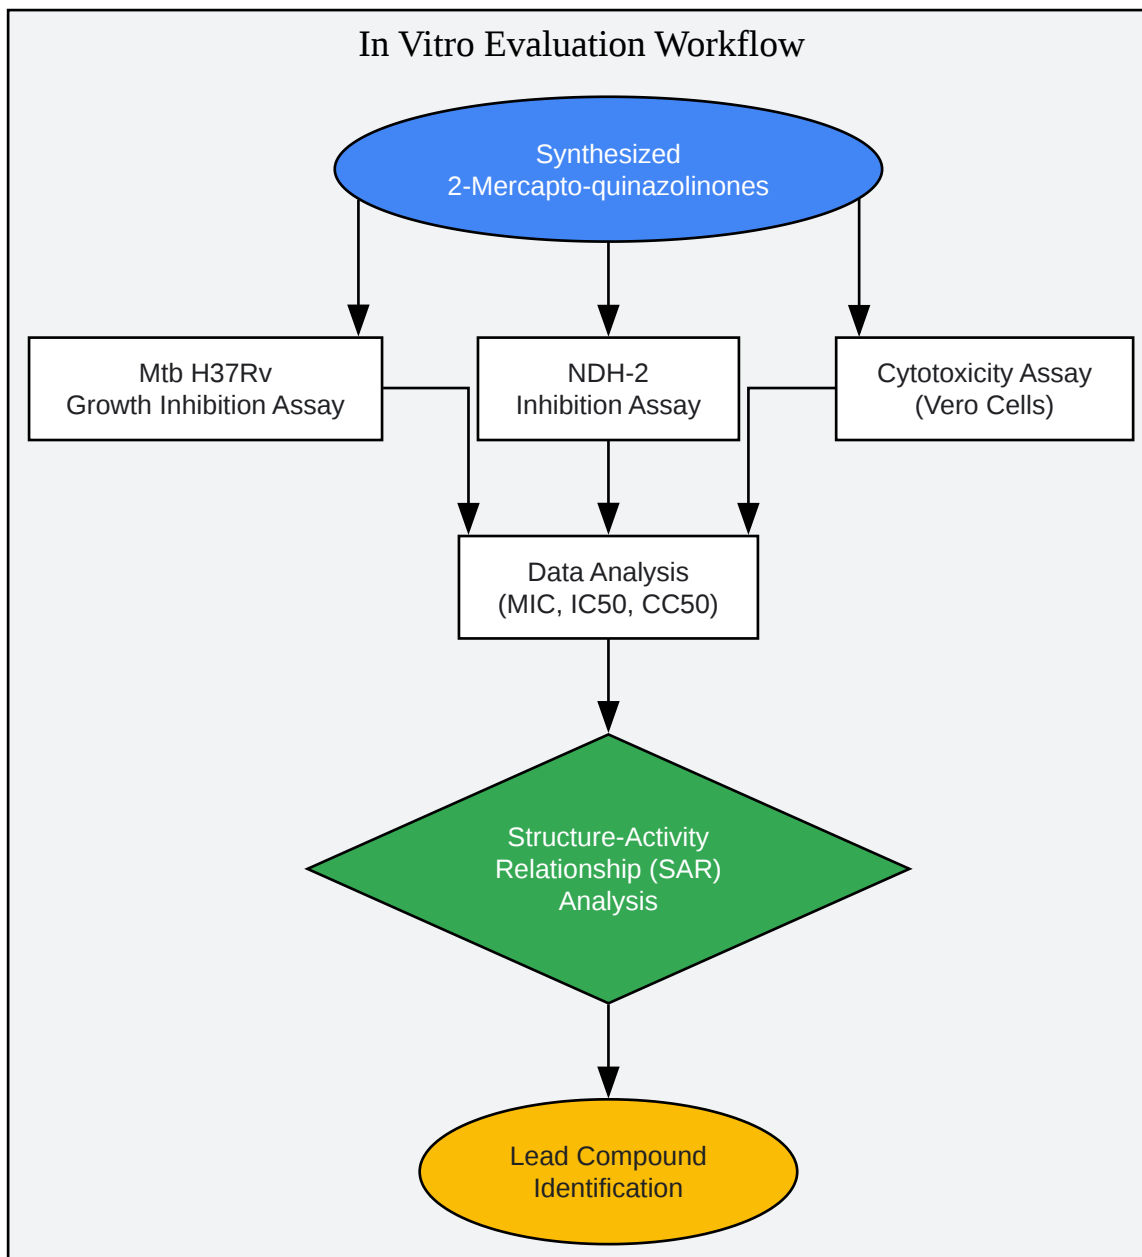 In Vitro Evaluation Workflow
Synthesized
2-Mercapto-quinazolinones
Mtb H37Rv
Growth Inhibition Assay
NDH-2
Inhibition Assay
Cytotoxicity Assay
(Vero Cells)
Data Analysis
(MIC, IC50, CC50)
Structure-Activity
Relationship (SAR)
Analysis
Lead Compound
Identification